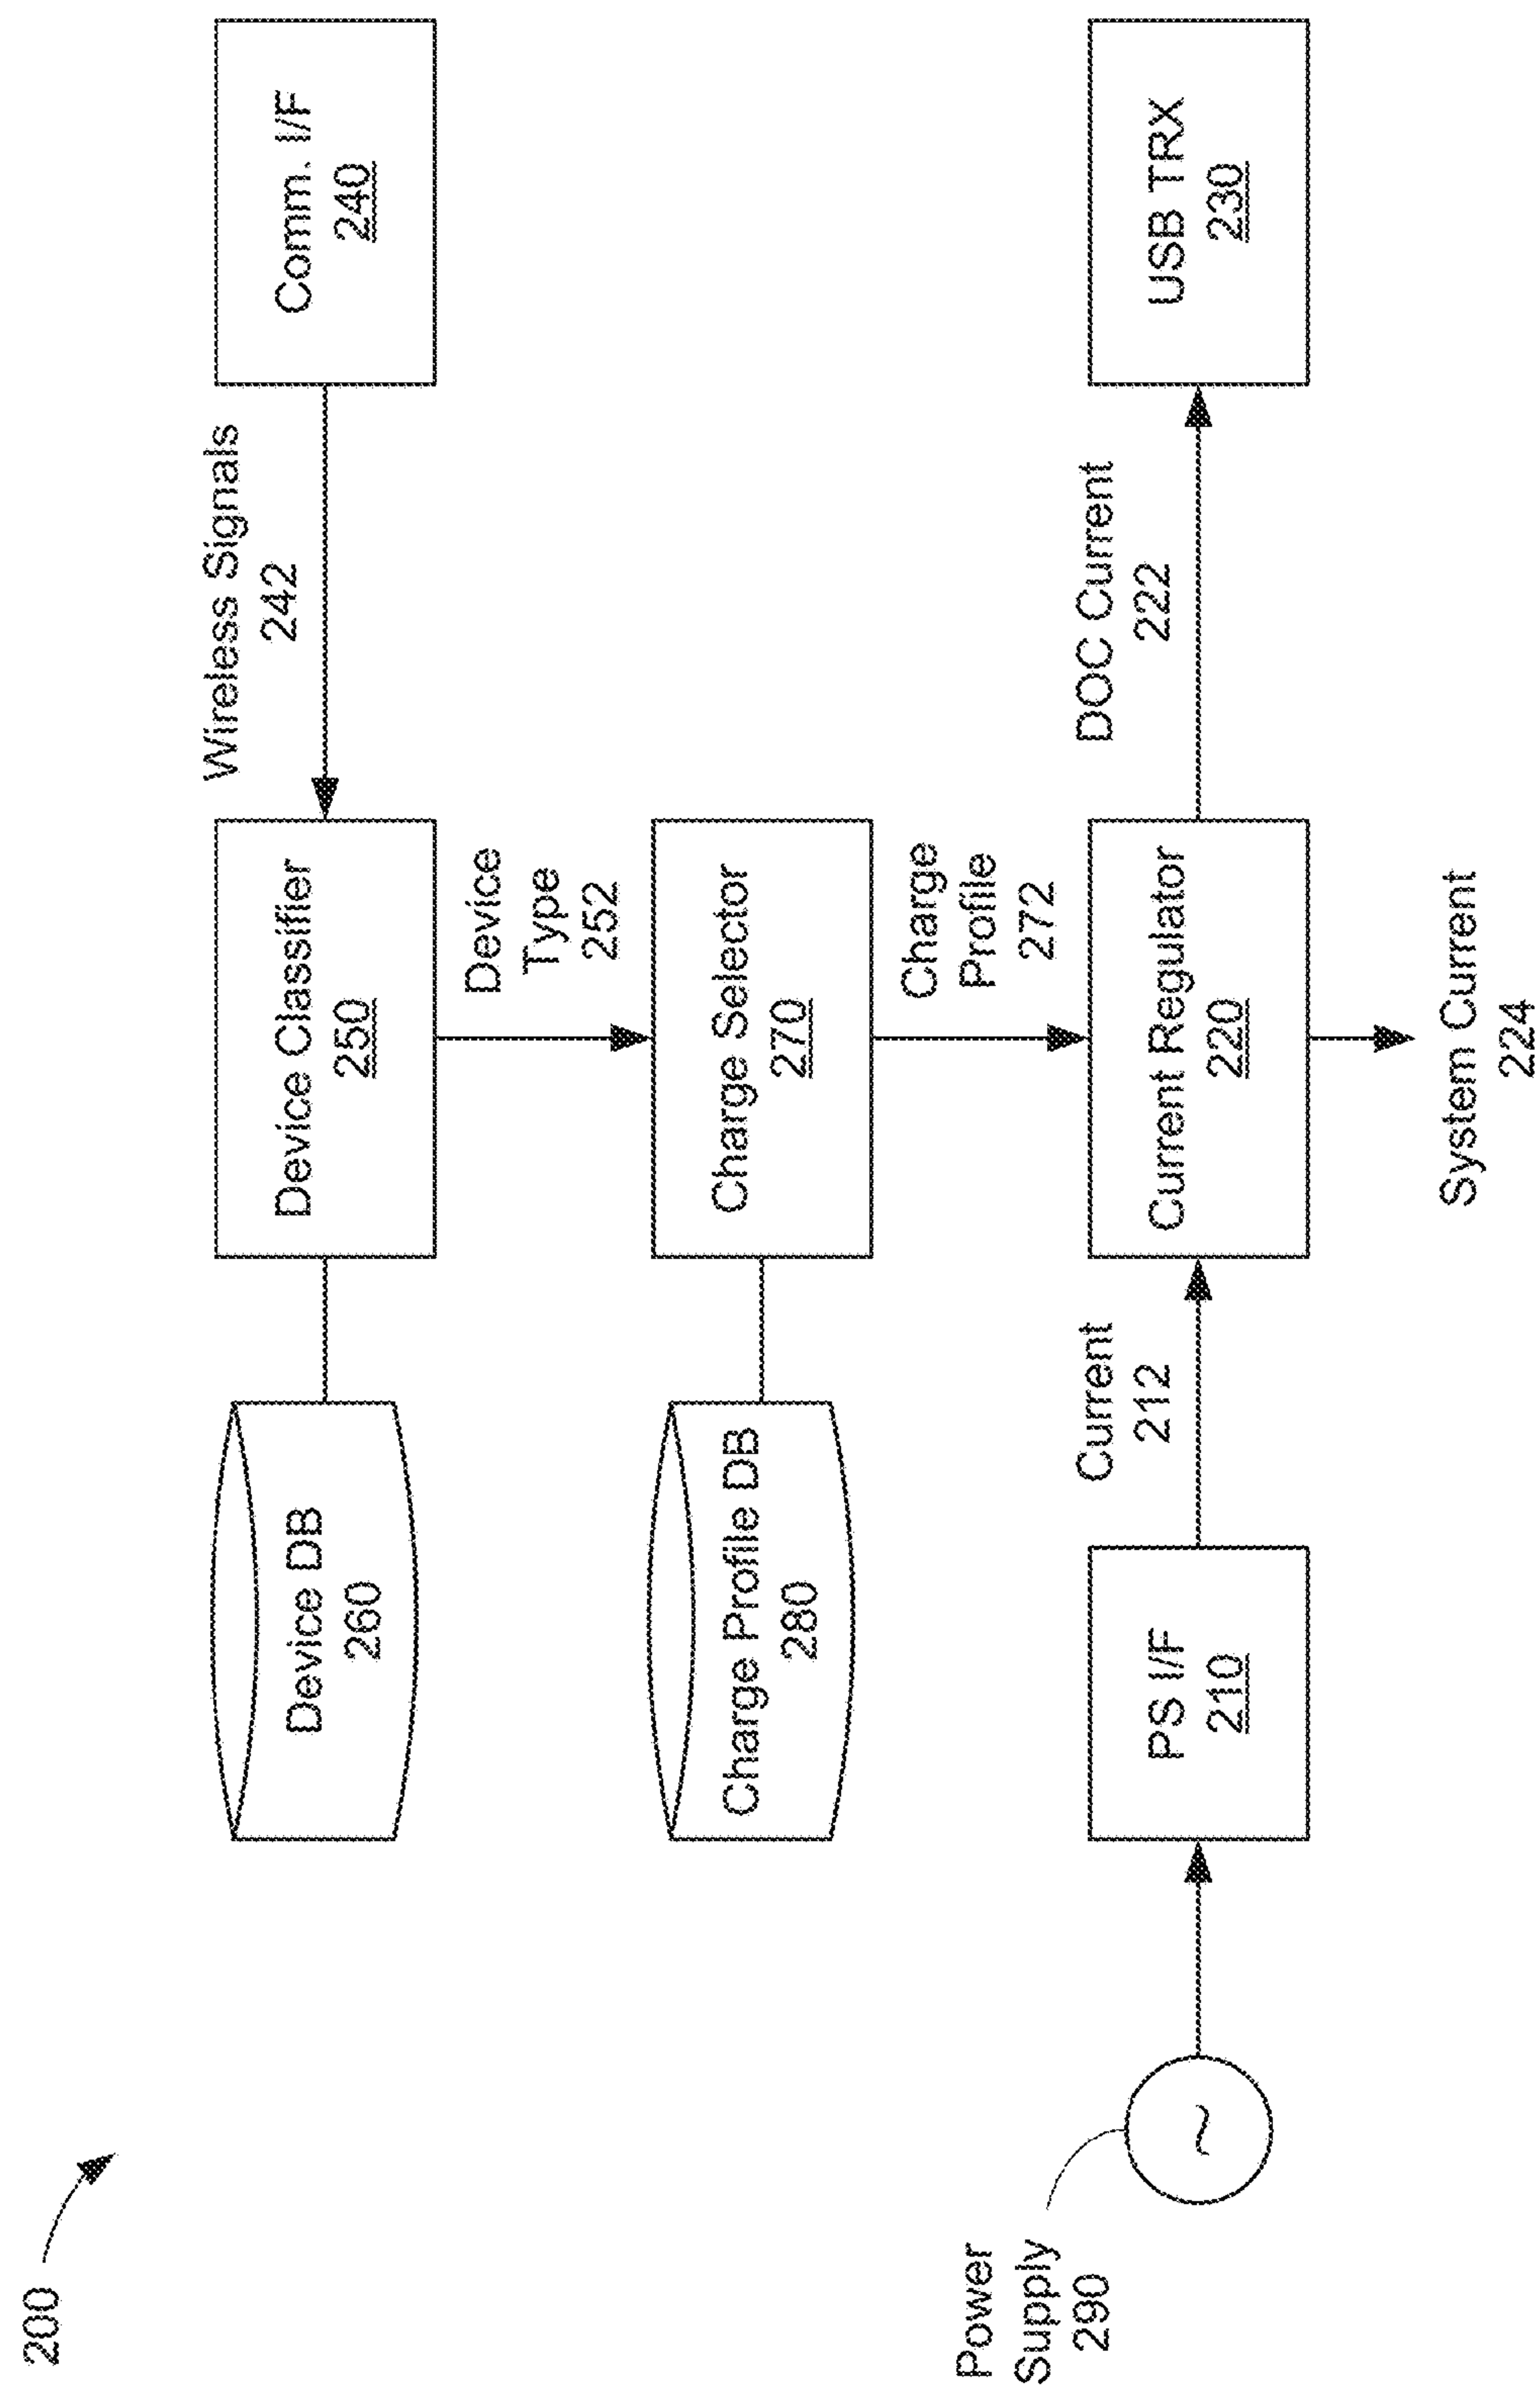 200
Device DB
260
Device Classifier
250
Wireless Signals
242
Comm. I/F
240
Device
Type
252
Charge Profile DB
280
Charge Selector
270
Charge
Profile
272
Power
Supply
290
~
PS I/F
210
Current
212
Current Regulator
220
DOC Current
222
USB TRX
230
System Current
224